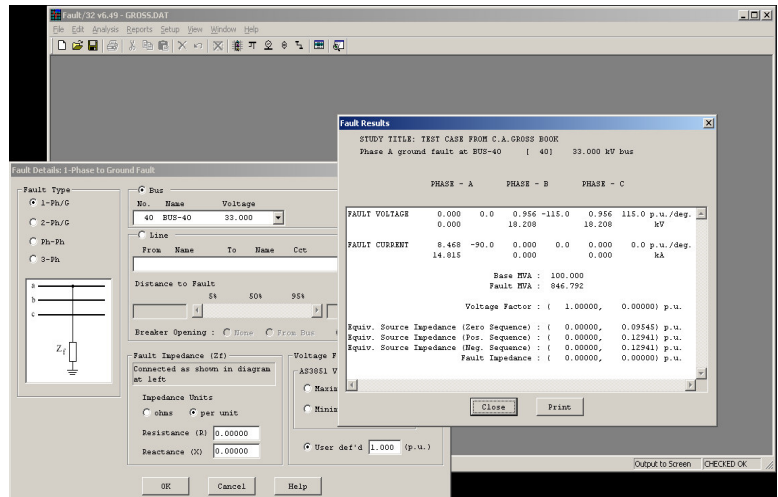 Fault/32 v6.49 - GROSS.DAT
File Edit Analysis Reports Setup View Window Help
Fault Results
STUDY TITLE: TEST CASE FROM C.A.GROSS BOOK
Phase A ground fault at BUS-40 [ 40] 33.000 kV bus
PHASE - A PHASE - B PHASE - C
FAULT VOLTAGE 0.000 0.0 0.956 -115.0 0.956 115.0 p.u./deg.
0.000 18.208 18.208 kV
FAULT CURRENT 8.468 -90.0 0.000 0.0 0.000 0.0 p.u./deg.
14.815 0.000 0.000 kA
Base MVA : 100.000
Fault MVA : 846.792
Voltage Factor : ( 1.00000, 0.00000) p.u.
Equiv. Source Impedance (Zero Sequence) : ( 0.00000, 0.09545) p.u.
Equiv. Source Impedance (Pos. Sequence) : ( 0.00000, 0.12941) p.u.
Equiv. Source Impedance (Neg. Sequence) : ( 0.00000, 0.12941) p.u.
Fault Impedance : ( 0.00000, 0.00000) p.u.
Close Print
Fault Details: 1-Phase to Ground Fault
Fault Type
1-Ph/G
2-Ph/G
Ph-Ph
3-Ph
a
b
c
Zf
Bus
No. Name Voltage
40 BUS-40 33.000
Line
From Name To Name Cct
Distance to Fault
5% 50% 95%
Breaker Opening : None From Bus
Fault Impedance (Zf)
Connected as shown in diagram
at left
Impedance Units
ohms per unit
Resistance (R) 0.00000
Reactance (X) 0.00000
Voltage F
AS3851 V
Maxim
Minim
User def'd 1.000 (p.u.)
OK Cancel Help
Output to Screen CHECKED OK